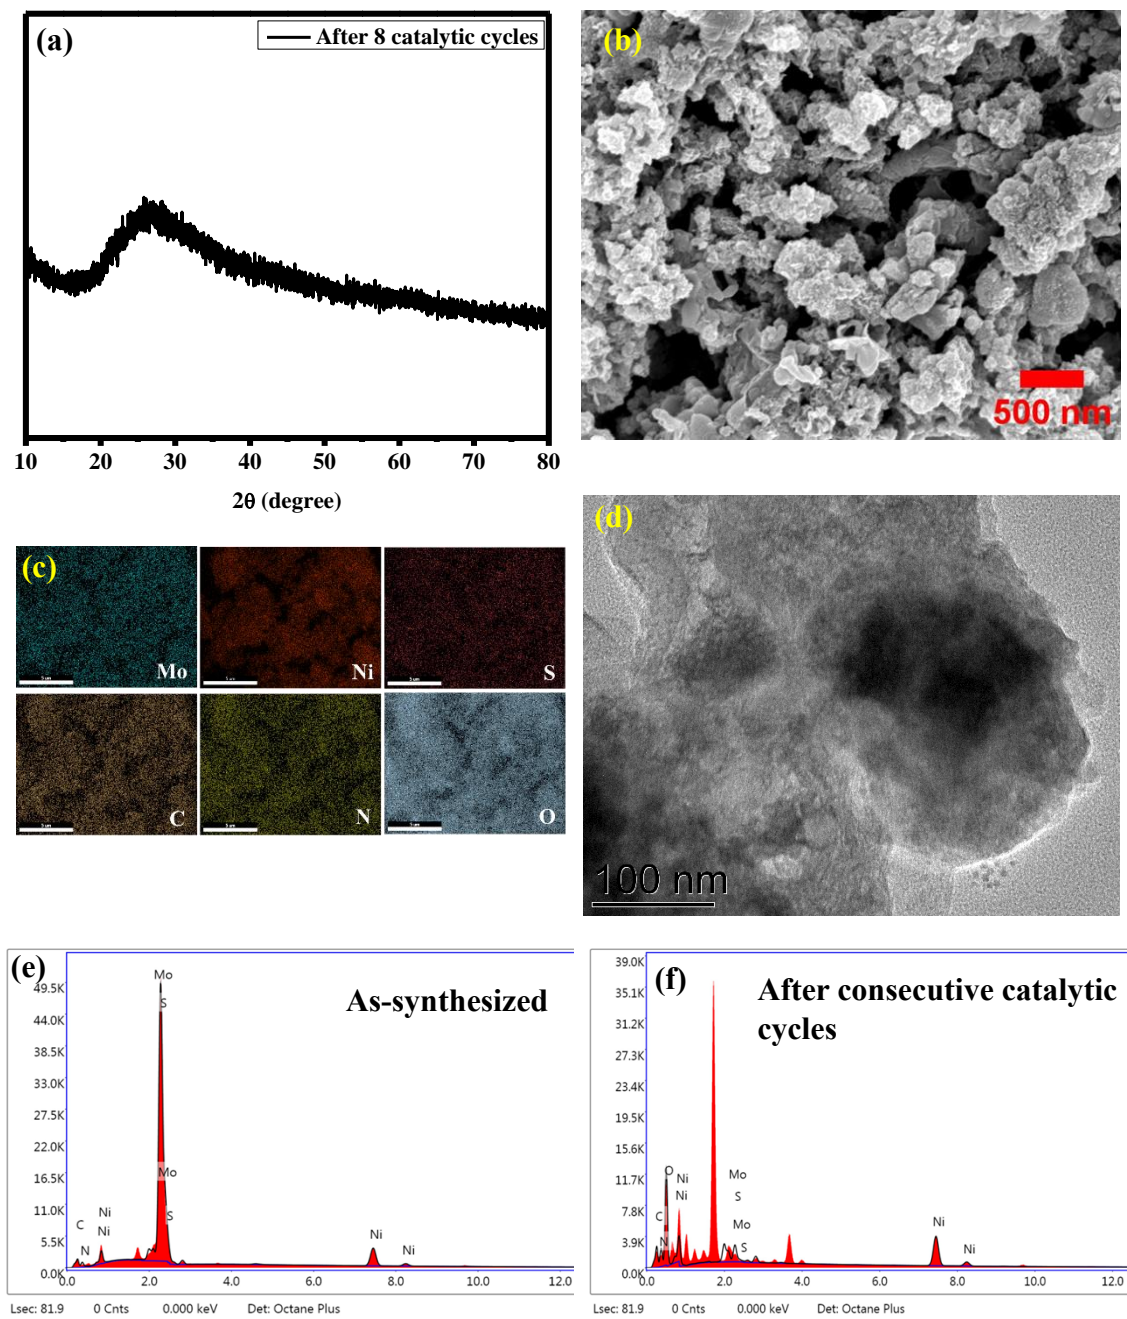 (a)
After 8 catalytic cycles
10 20 30 40 50 60 70 80
2θ (degree)
(b)
500 nm
(c)
Mo
Ni
S
C
N
O
(d)
100 nm
(e)
As-synthesized
49.5K
44.0K
38.5K
33.0K
27.5K
22.0K
16.5K
11.0K
5.5K
0.0K
Mo
S
Mo
S
C
N
Ni
Ni
Ni
Ni
0.0 2.0 4.0 6.0 8.0 10.0 12.0
Lsec: 81.9 0 Cnts 0.000 keV Det: Octane Plus
(f)
After consecutive catalytic
cycles
39.0K
35.1K
31.2K
27.3K
23.4K
19.5K
15.6K
11.7K
7.8K
3.9K
0.0K
O
C
N
Ni
Ni
Mo
S
Mo
S
Ni
Ni
0.0 2.0 4.0 6.0 8.0 10.0 12.0
Lsec: 81.9 0 Cnts 0.000 keV Det: Octane Plus